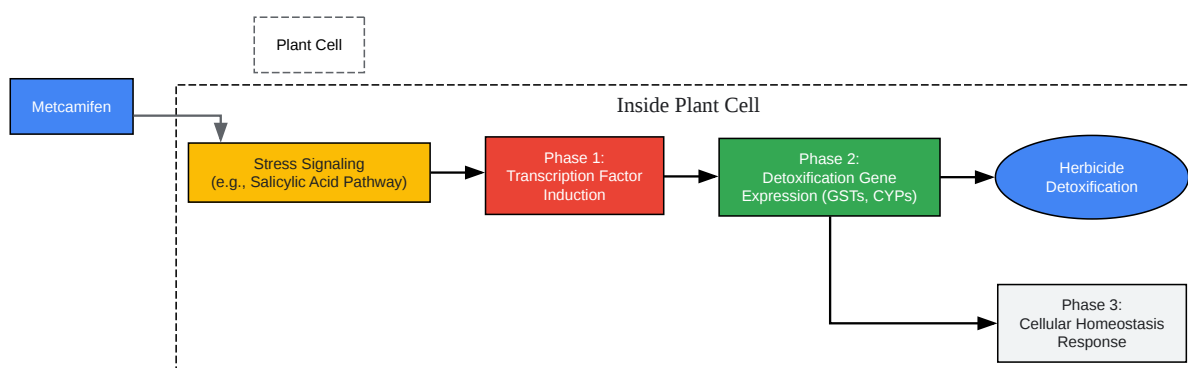 Plant Cell
Metcamifen
Inside Plant Cell
Stress Signaling
(e.g., Salicylic Acid Pathway)
Phase 1:
Transcription Factor
Induction
Phase 2:
Detoxification Gene
Expression (GSTs, CYPs)
Herbicide
Detoxification
Phase 3:
Cellular Homeostasis
Response